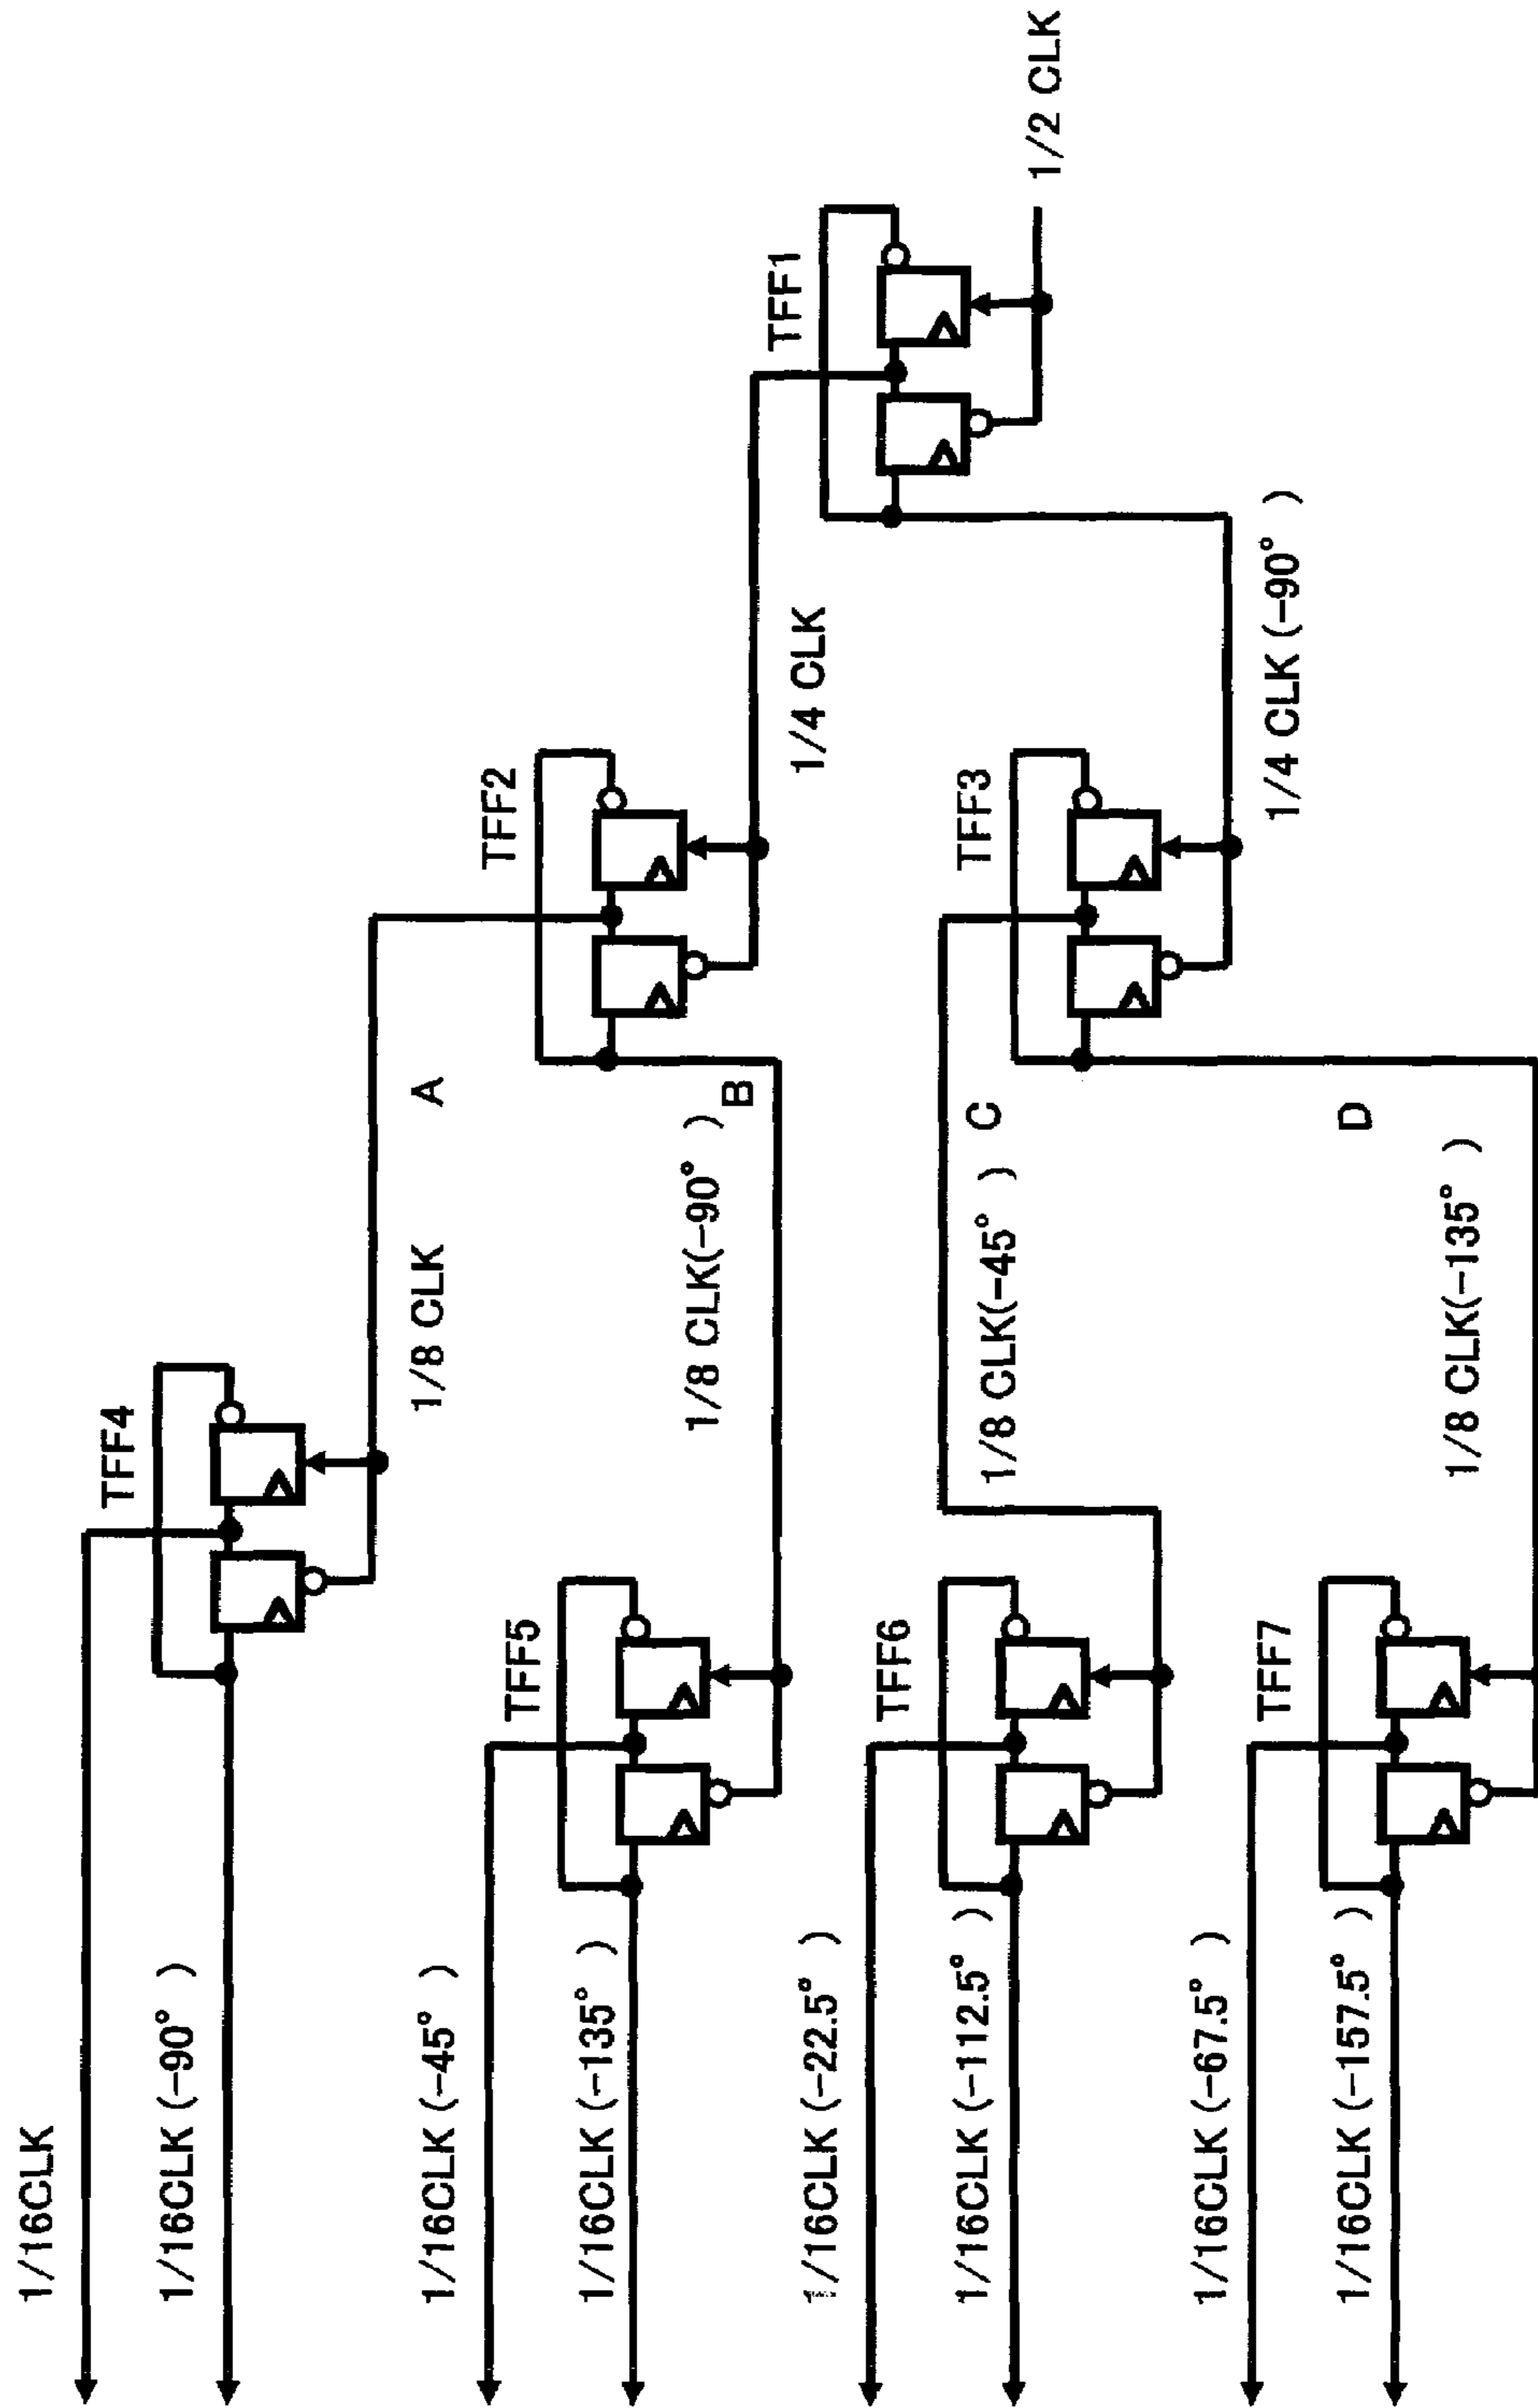 1/16CLK
1/16CLK (−90°)
TFF4
1/8 CLK
A
TFF2
1/4 CLK
TFF1
1/2 CLK
1/16CLK (−45°)
1/16CLK (−135°)
TFF5
1/8 CLK(−90°)
B
1/16CLK (−22.5°)
1/16CLK (−112.5°)
TFF6
1/8 CLK(−45°)
C
TFF3
1/4 CLK (−90°)
1/16CLK (−67.5°)
1/16CLK (−157.5°)
TFF7
1/8 CLK(−135°)
D